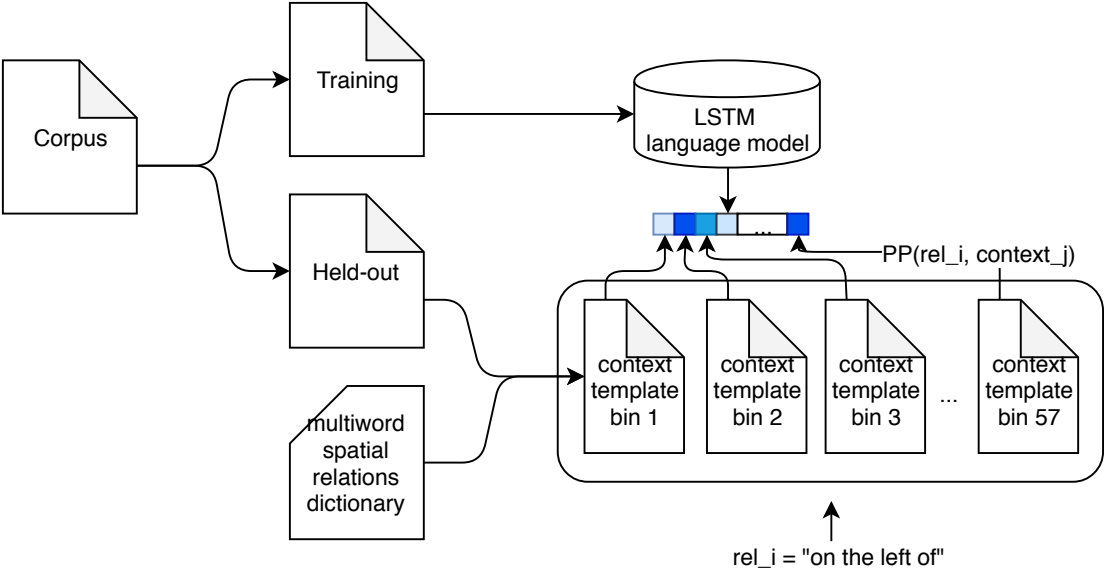 Training
Corpus
LSTM
language model
...
Held-out
PP(rel_i, context_j)
context
template
bin 1
context
template
bin 2
context
template
bin 3
...
context
template
bin 57
multiword
spatial
relations
dictionary
rel_i = "on the left of"